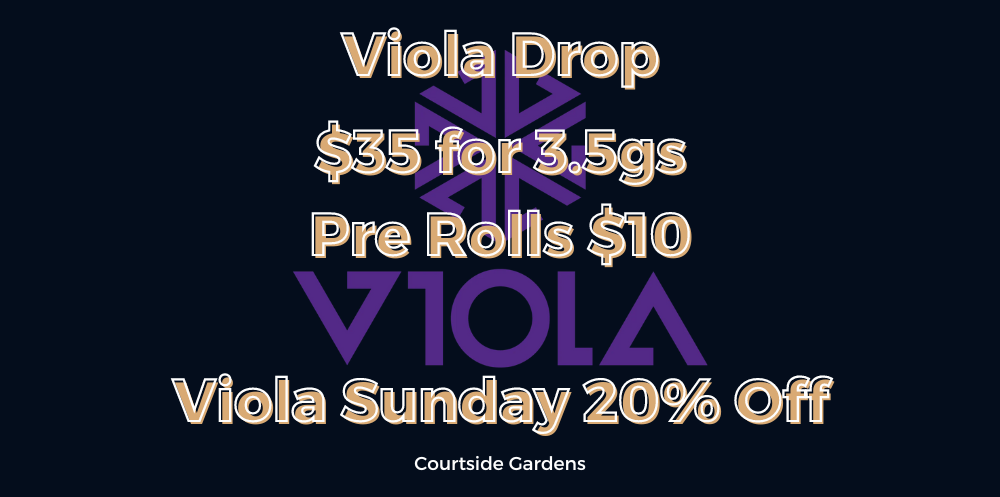 Viola Drop
$35 for 3.5gs
Pre Rolls $10
VIOLA
Viola Sunday 20% Off
Courtside Gardens